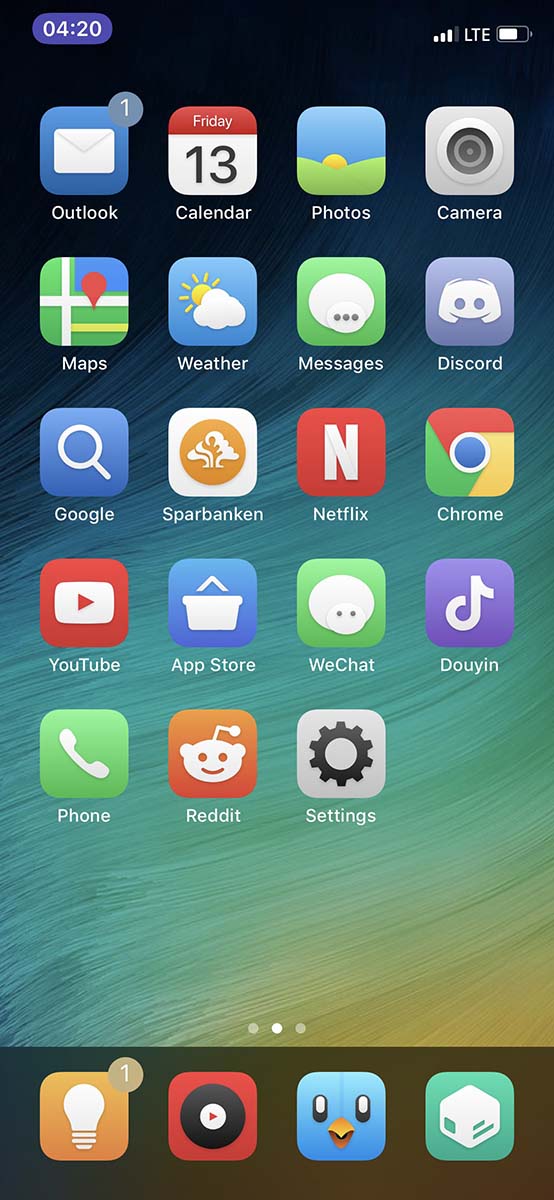 04:20
LTE
1
Friday
13
Outlook
Calendar
Photos
Camera
Maps
Weather
Messages
Discord
Google
Sparbanken
N
Netflix
Chrome
YouTube
App Store
WeChat
Douyin
Phone
Reddit
Settings
1